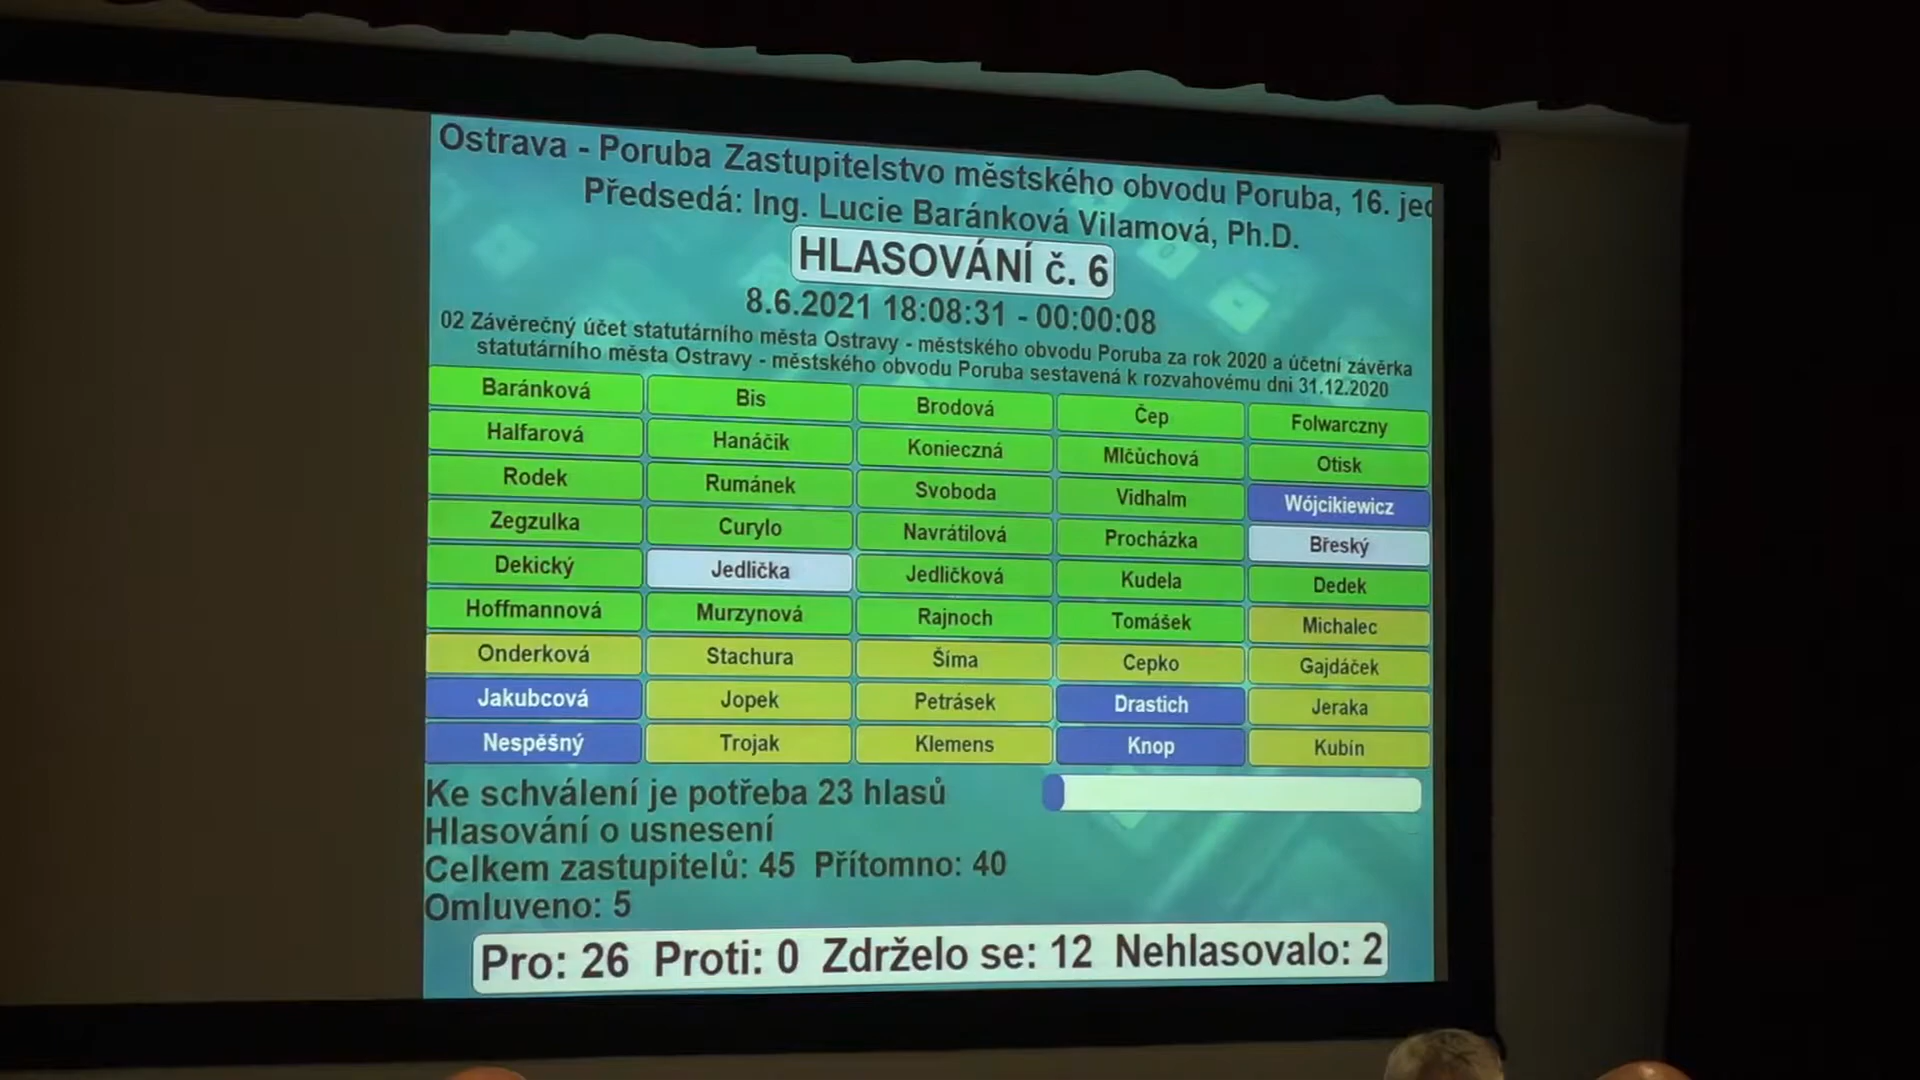 Ostrava - Poruba Zastupitelstvo městského obvodu Poruba, 16. jed
Předsedá: Ing. Lucie Baránková Vilamová, Ph.D.
HLASOVÁNÍ č. 6
8.6.2021 18:08:31 - 00:00:08
02 Závěrečný účet statutárního města Ostravy - městského obvodu Poruba za rok 2020 a účetní závěrka
statutárního města Ostravy - městského obvodu Poruba sestavená k rozvahovému dni 31.12.2020
Baránková Bis Brodová Čep Folwarczny
Halfarová Hanáčik Konieczná Mlčůchová Otisk
Rodek Rumánek Svoboda Vidhalm Wójcikiewicz
Zegzulka Curylo Navrátilová Procházka Břeský
Dekický Jedlička Jedličková Kudela Dedek
Hoffmannová Murzynová Rajnoch Tomášek Michalec
Onderková Stachura Šíma Cepko Gajdáček
Jakubcová Jopek Petrásek Drastich Jeraka
Nespěšný Trojak Klemens Knop Kubín
Ke schválení je potřeba 23 hlasů
Hlasování o usnesení
Celkem zastupitelů: 45 Přítomno: 40
Omluveno: 5
Pro: 26 Proti: 0 Zdrželo se: 12 Nehlasovalo: 2